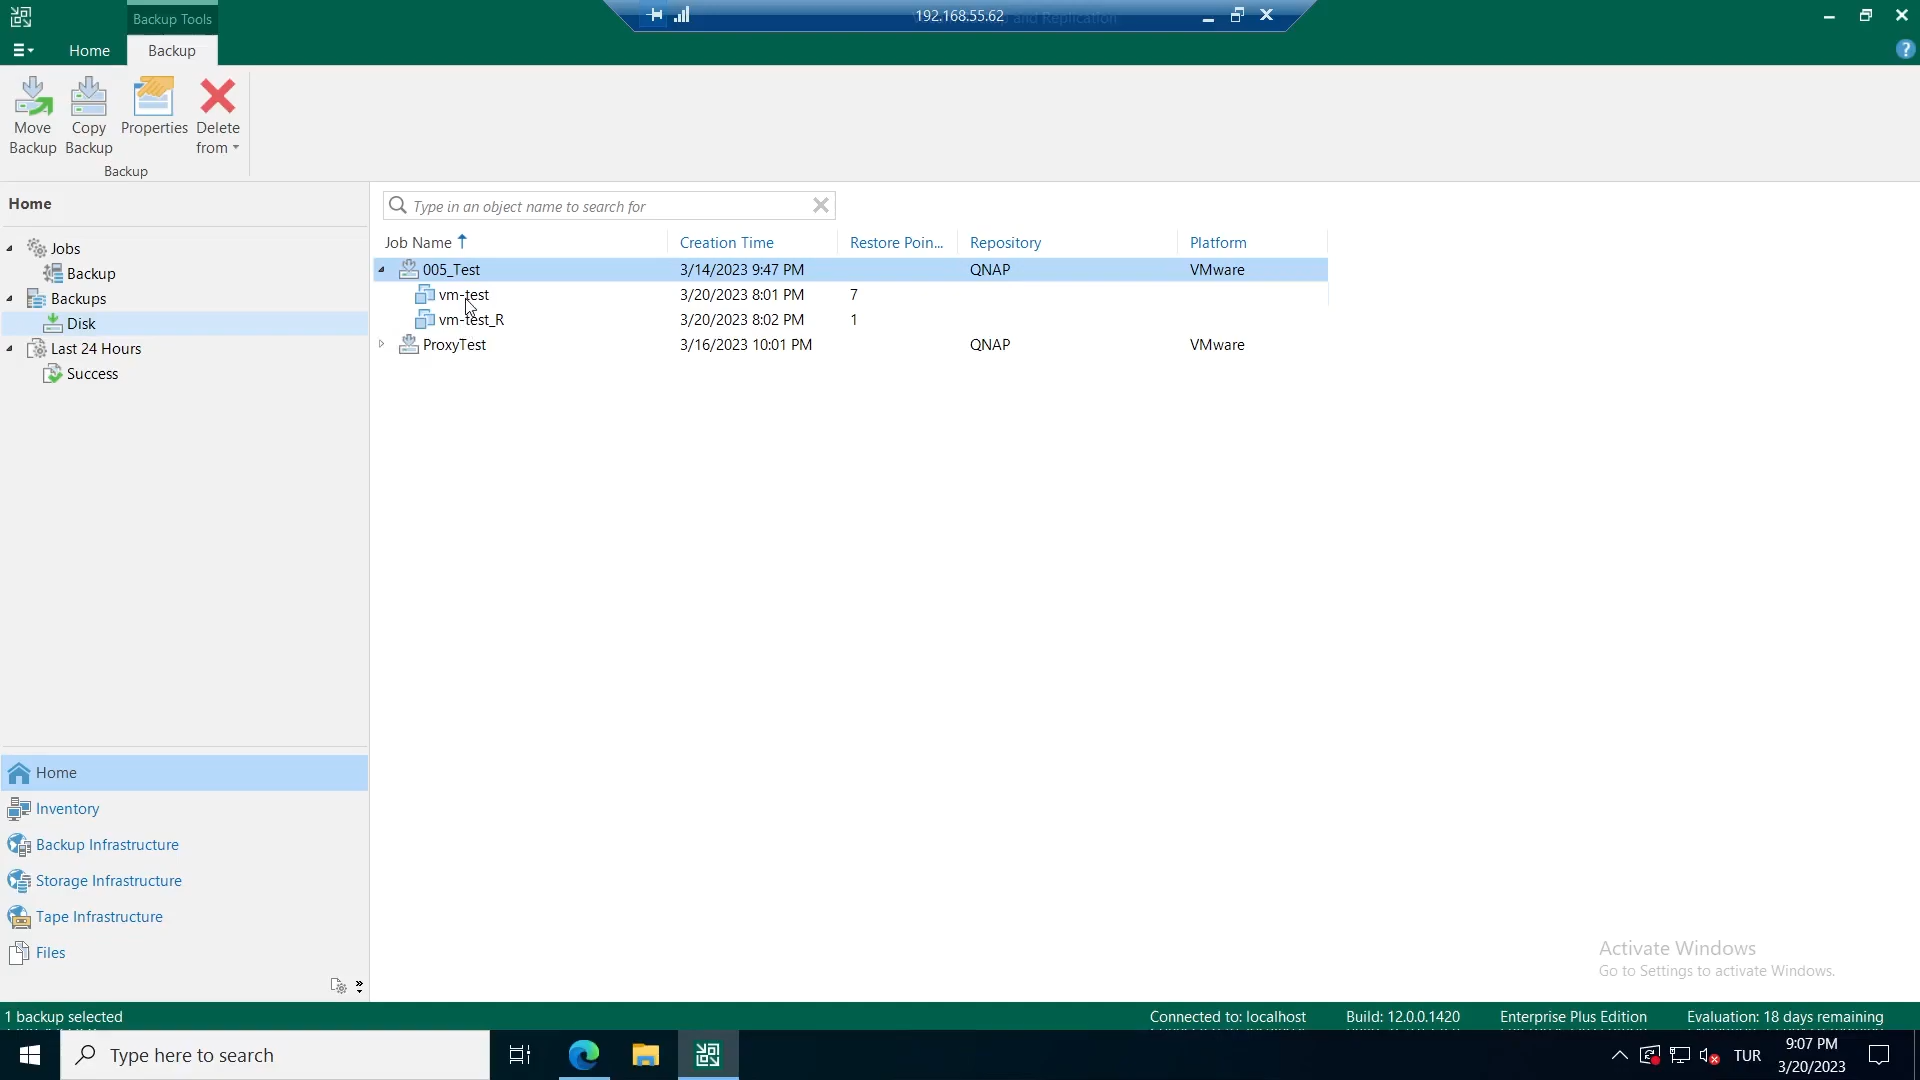 Backup Tools
192.168.55.62
and Replication
Home
Backup
Move Backup
Copy Backup
Properties
Delete from
Backup
Home
Type in an object name to search for
Job Name
Creation Time
Restore Poin...
Repository
Platform
005_Test
3/14/2023 9:47 PM
QNAP
VMware
vm-test
3/20/2023 8:01 PM
7
vm-test_R
3/20/2023 8:02 PM
1
ProxyTest
3/16/2023 10:01 PM
QNAP
VMware
Jobs
Backup
Backups
Disk
Last 24 Hours
Success
Home
Inventory
Backup Infrastructure
Storage Infrastructure
Tape Infrastructure
Files
Activate Windows
Go to Settings to activate Windows.
1 backup selected
Connected to: localhost
Build: 12.0.0.1420
Enterprise Plus Edition
Evaluation: 18 days remaining
Type here to search
TUR
9:07 PM
3/20/2023